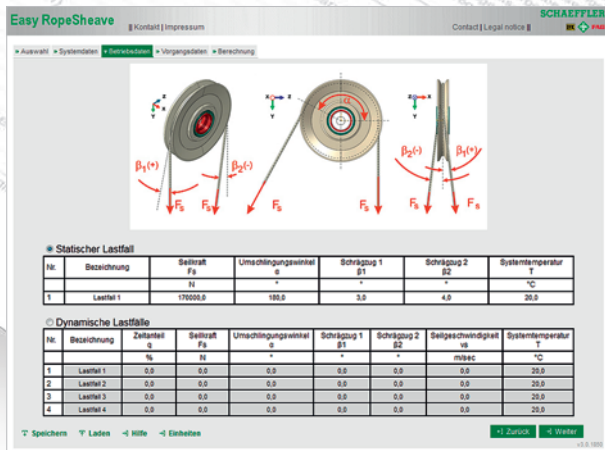 SCHAEFFLER
Easy RopeSheave || Kontakt | Impressum Contact | Legal notice ||
INA FAG
Auswahl Systemdaten Betriebsdaten Vorgangsdaten Berechnung
Z X Y X Z Y Z X Y
α
β1(+) β2(-) β2(-) β1(+)
Fs Fs Fs Fs Fs Fs
Statischer Lastfall
Nr. Bezeichnung Seilkraft Fs Umschlingungswinkel α Schrägzug 1 β1 Schrägzug 2 β2 Systemtemperatur T
N ° ° ° °C
1 Lastfall 1 170000,0 180,0 3,0 4,0 20,0
Dynamische Lastfälle
Nr. Bezeichnung Zeitanteil q Seilkraft Fs Umschlingungswinkel α Schrägzug 1 β1 Schrägzug 2 β2 Seilgeschwindigkeit vs Systemtemperatur T
% N ° ° ° m/sec °C
1 Lastfall 1 0,0 0,0 0,0 0,0 0,0 0,0 20,0
2 Lastfall 2 0,0 0,0 0,0 0,0 0,0 0,0 20,0
3 Lastfall 3 0,0 0,0 0,0 0,0 0,0 0,0 20,0
4 Lastfall 4 0,0 0,0 0,0 0,0 0,0 0,0 20,0
Speichern Laden Hilfe Einheiten Zurück Weiter